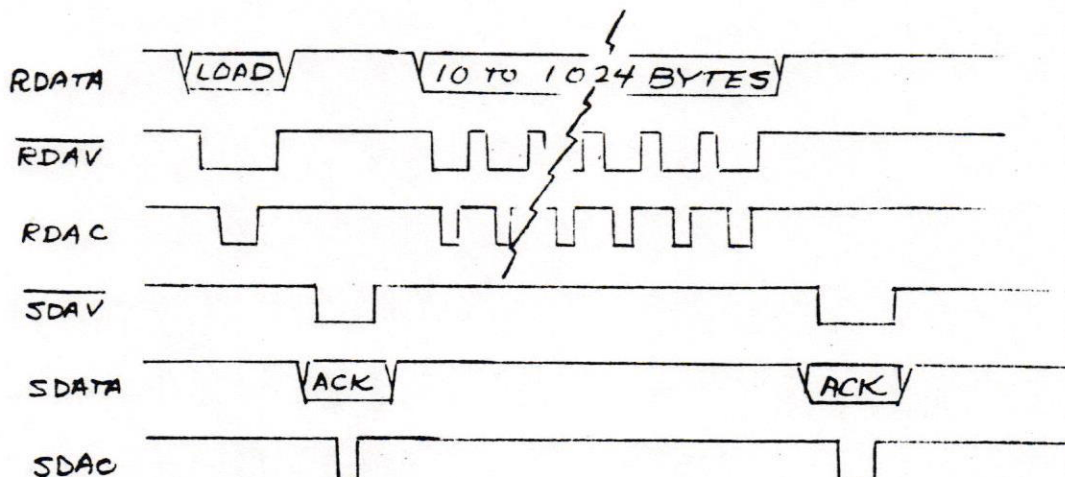 LOAD
10 TO 1024 BYTES
RDATA
RDAV
RDAC
SDAV
ACK
ACK
SDATA
SDAC